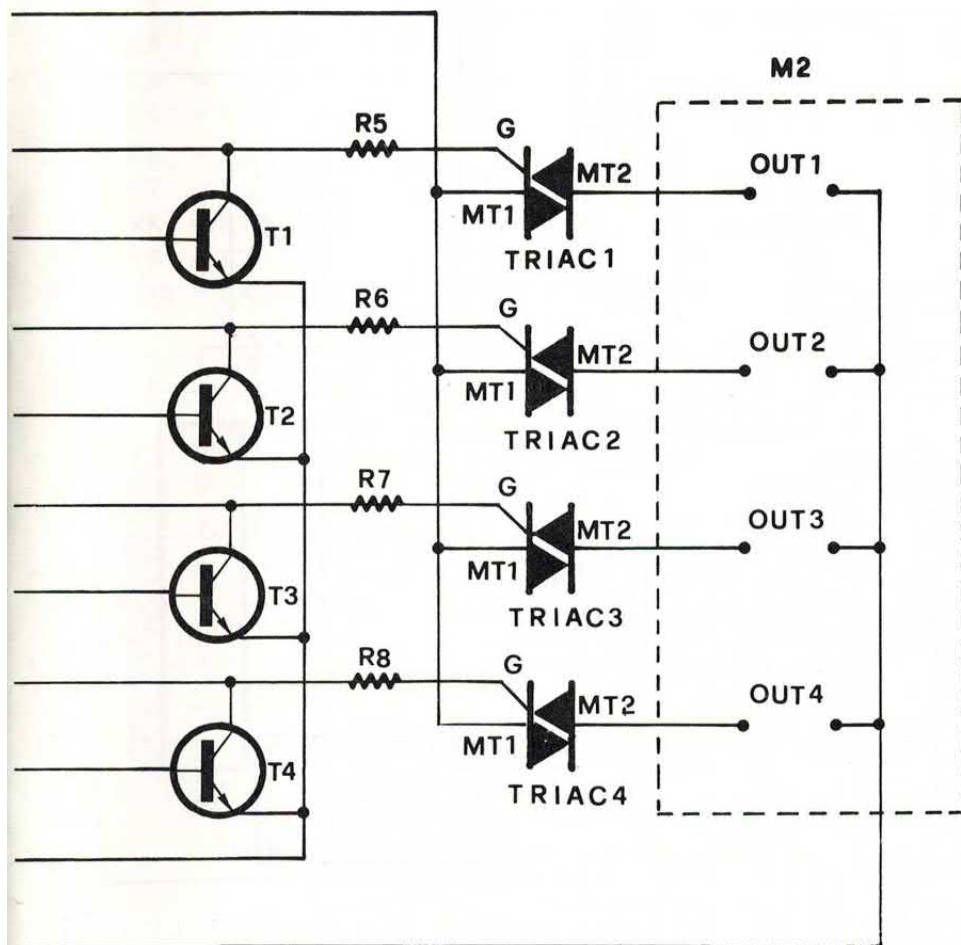 M2
R5
G
MT2
OUT1
MT1
T1
TRIAC1
R6
G
MT2
OUT2
MT1
T2
TRIAC2
R7
G
MT2
OUT3
MT1
T3
TRIAC3
R8
G
MT2
OUT4
MT1
T4
TRIAC4